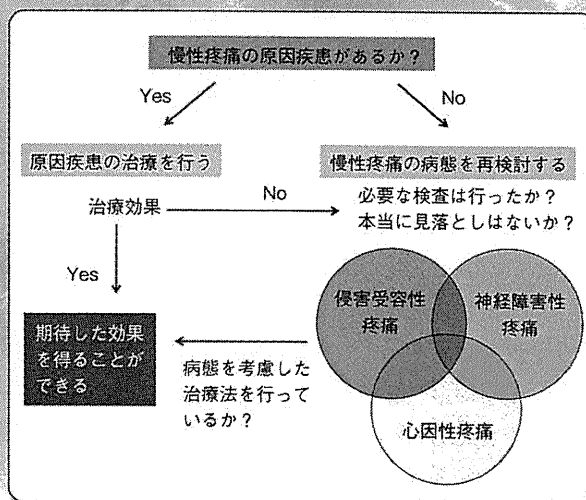 慢性疼痛の原因疾患があるか？
Yes
No
原因疾患の治療を行う
慢性疼痛の病態を再検討する
治療効果
No
必要な検査は行ったか？
本当に見落としはないか？
Yes
侵害受容性
疼痛
神経障害性
疼痛
心因性疼痛
期待した効果
を得ることが
できる
病態を考慮した
治療法を行って
いるか？